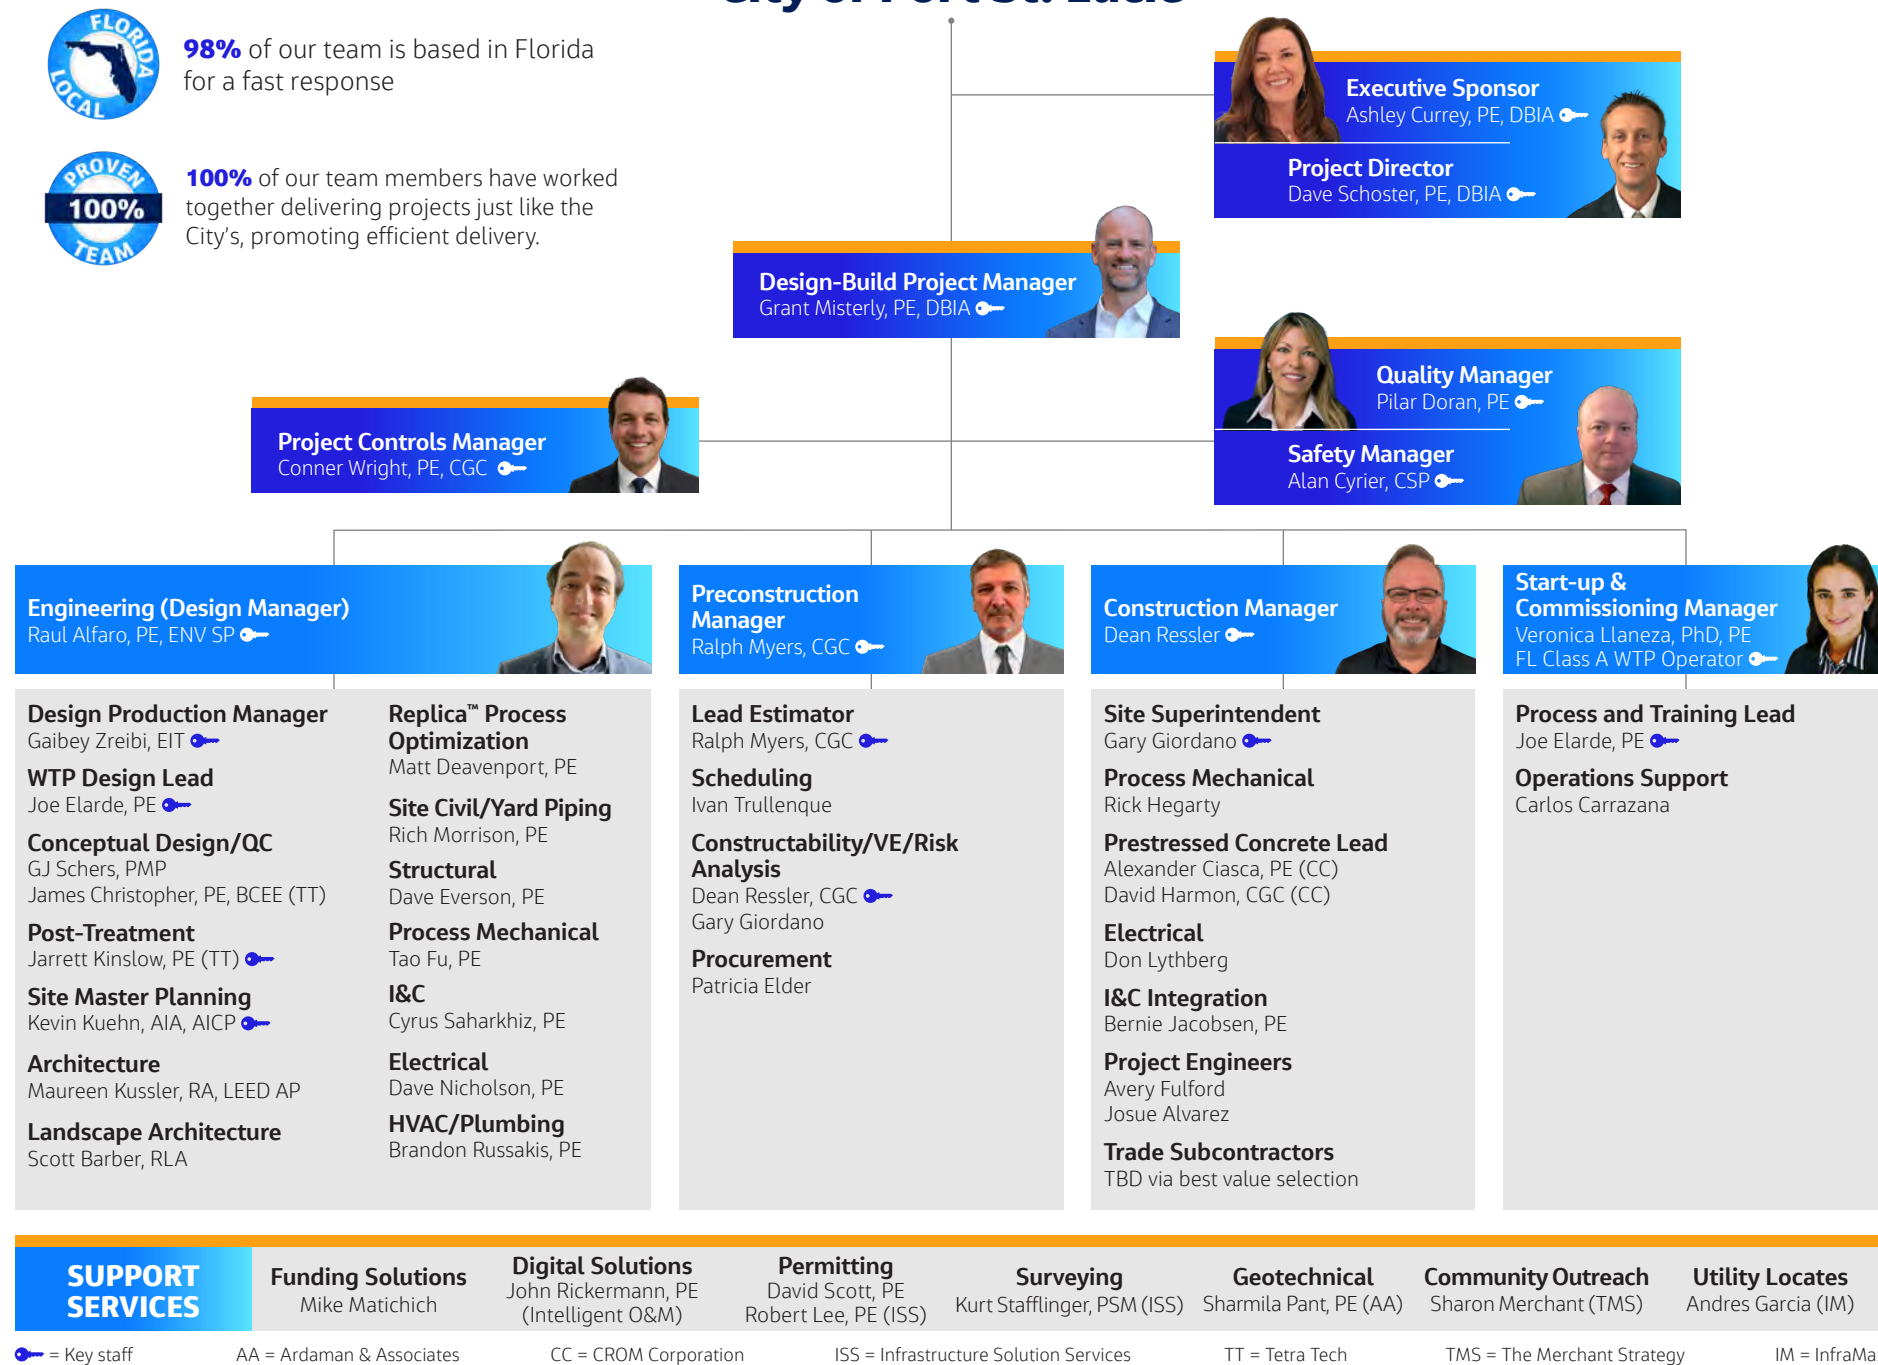 City of Port St. Lucie
FLORIDA
LOCAL
98% of our team is based in Florida
for a fast response
PROVEN
100%
TEAM
100% of our team members have worked
together delivering projects just like the
City's, promoting efficient delivery.
Executive Sponsor
Ashley Currey, PE, DBIA
Project Director
Dave Schoster, PE, DBIA
Design-Build Project Manager
Grant Misterly, PE, DBIA
Quality Manager
Pilar Doran, PE
Safety Manager
Alan Cyrier, CSP
Project Controls Manager
Conner Wright, PE, CGC
Engineering (Design Manager)
Raul Alfaro, PE, ENV SP
Design Production Manager
Gaibey Zreibi, EIT
WTP Design Lead
Joe Elarde, PE
Conceptual Design/QC
GJ Schers, PMP
James Christopher, PE, BCEE (TT)
Post-Treatment
Jarrett Kinslow, PE (TT)
Site Master Planning
Kevin Kuehn, AIA, AICP
Architecture
Maureen Kussler, RA, LEED AP
Landscape Architecture
Scott Barber, RLA
Replica™ Process
Optimization
Matt Deavenport, PE
Site Civil/Yard Piping
Rich Morrison, PE
Structural
Dave Everson, PE
Process Mechanical
Tao Fu, PE
I&C
Cyrus Saharkhiz, PE
Electrical
Dave Nicholson, PE
HVAC/Plumbing
Brandon Russakis, PE
Preconstruction
Manager
Ralph Myers, CGC
Lead Estimator
Ralph Myers, CGC
Scheduling
Ivan Trullenque
Constructability/VE/Risk
Analysis
Dean Ressler, CGC
Gary Giordano
Procurement
Patricia Elder
Construction Manager
Dean Ressler
Site Superintendent
Gary Giordano
Process Mechanical
Rick Hegarty
Prestressed Concrete Lead
Alexander Ciasca, PE (CC)
David Harmon, CGC (CC)
Electrical
Don Lythberg
I&C Integration
Bernie Jacobsen, PE
Project Engineers
Avery Fulford
Josue Alvarez
Trade Subcontractors
TBD via best value selection
Start-up &
Commissioning Manager
Veronica Llaneza, PhD, PE
FL Class A WTP Operator
Process and Training Lead
Joe Elarde, PE
Operations Support
Carlos Carrazana
SUPPORT
SERVICES
Funding Solutions
Mike Matichich
Digital Solutions
John Rickermann, PE
(Intelligent O&M)
Permitting
David Scott, PE
Robert Lee, PE (ISS)
Surveying
Kurt Stafflinger, PSM (ISS)
Geotechnical
Sharmila Pant, PE (AA)
Community Outreach
Sharon Merchant (TMS)
Utility Locates
Andres Garcia (IM)
= Key staff
AA = Ardaman & Associates
CC = CROM Corporation
ISS = Infrastructure Solution Services
TT = Tetra Tech
TMS = The Merchant Strategy
IM = InfraMa